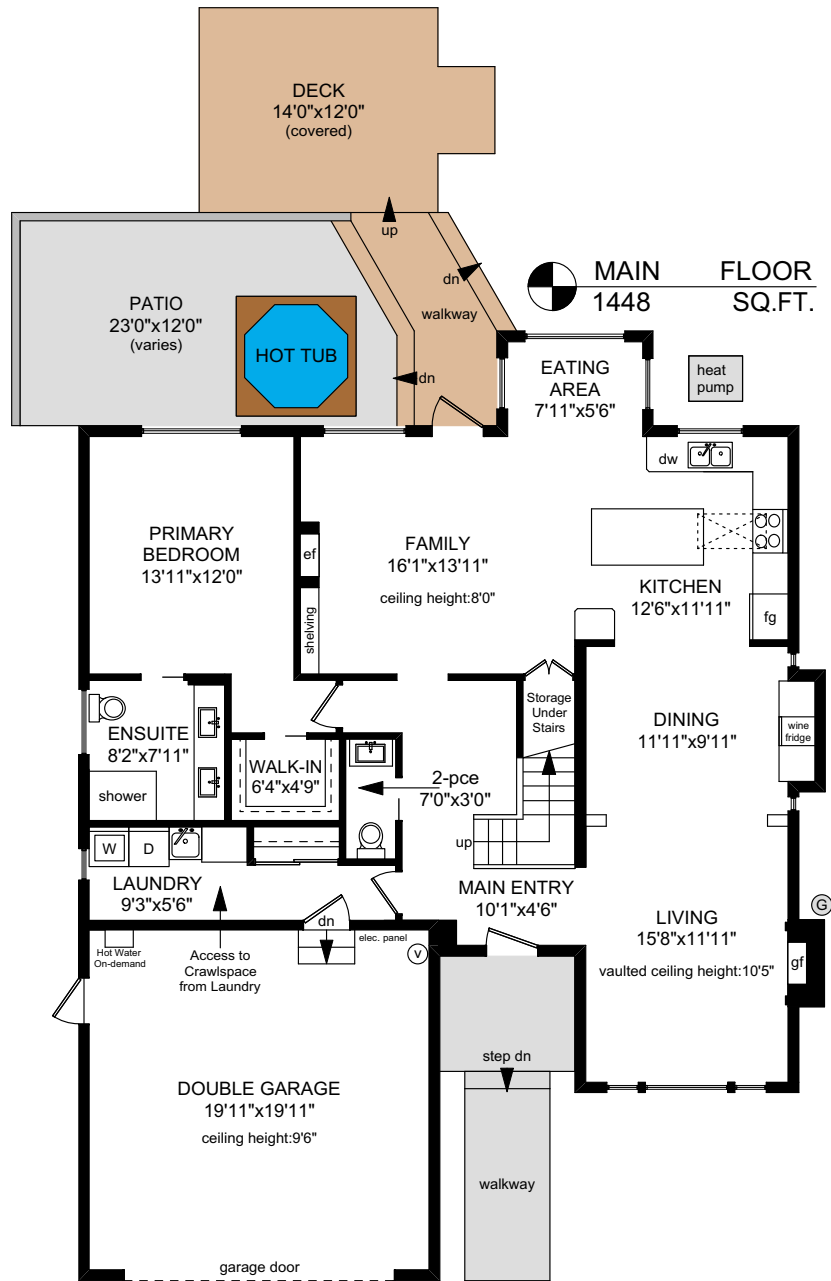 DECK
14'0"x12'0"
(covered)
up
dn
walkway
MAIN FLOOR
1448 SQ.FT.
PATIO
23'0"x12'0"
(varies)
HOT TUB
dn
EATING
AREA
7'11"x5'6"
heat
pump
dw
PRIMARY
BEDROOM
13'11"x12'0"
ef
shelving
FAMILY
16'1"x13'11"
ceiling height:8'0"
KITCHEN
12'6"x11'11"
fg
ENSUITE
8'2"x7'11"
shower
WALK-IN
6'4"x4'9"
2-pce
7'0"x3'0"
Storage
Under
Stairs
up
DINING
11'11"x9'11"
wine
fridge
W
D
LAUNDRY
9'3"x5'6"
MAIN ENTRY
10'1"x4'6"
LIVING
15'8"x11'11"
vaulted ceiling height:10'5"
G
gf
dn
elec. panel
V
Hot Water
On-demand
Access to
Crawlspace
from Laundry
step dn
DOUBLE GARAGE
19'11"x19'11"
ceiling height:9'6"
walkway
garage door